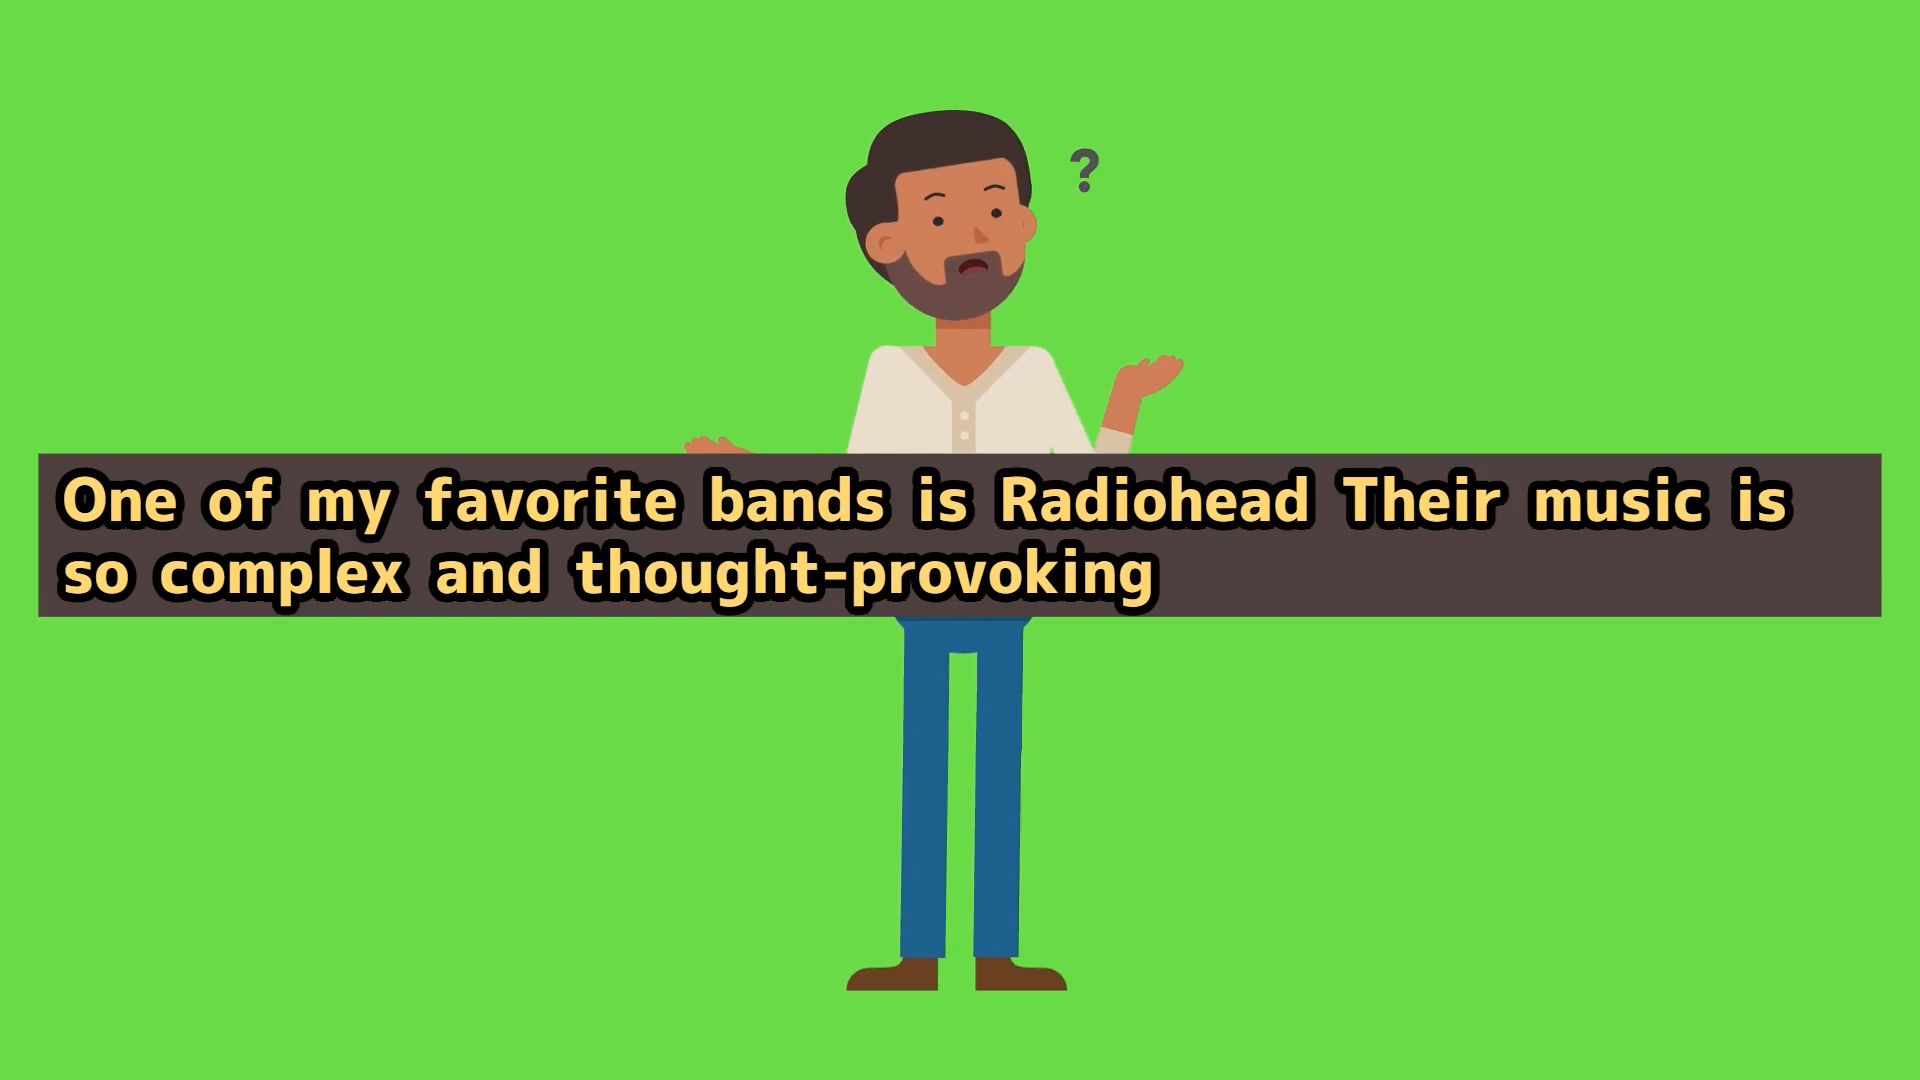 ?
One of my favorite bands is Radiohead Their music is
so complex and thought-provoking